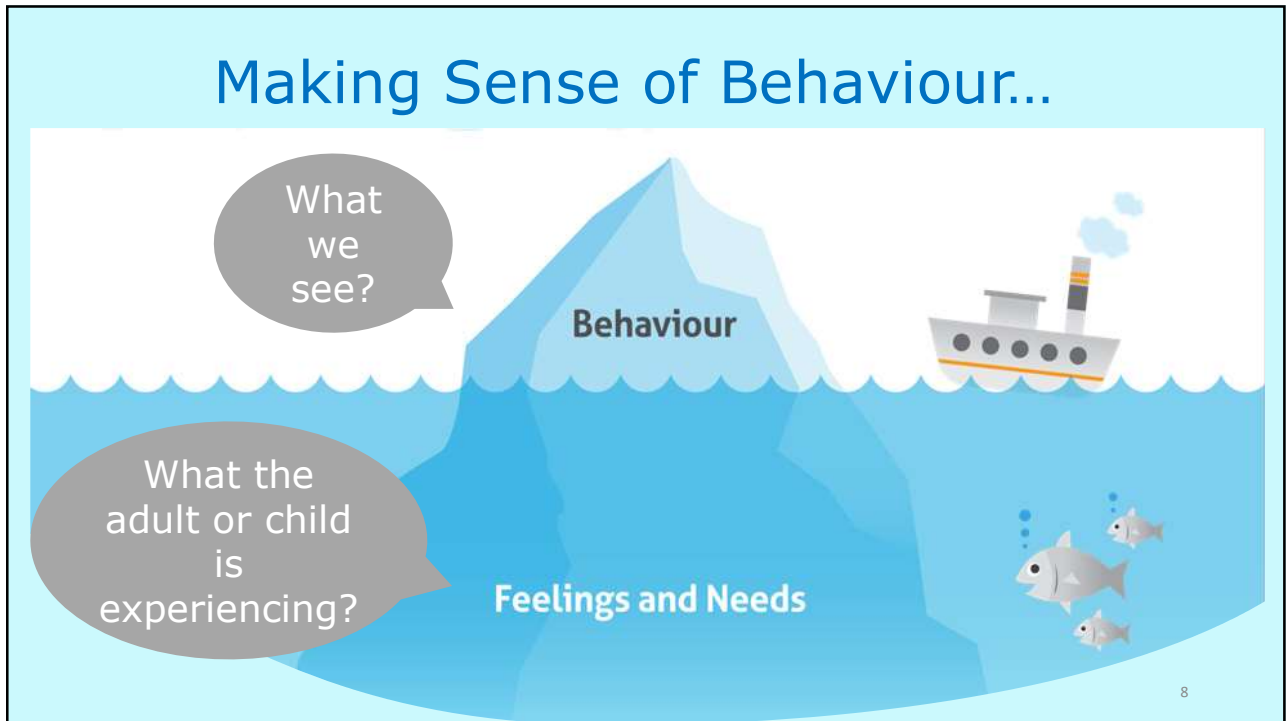 Making Sense of Behaviour...
What
we
see?
Behaviour
What the
adult or child
is
experiencing?
Feelings and Needs
8